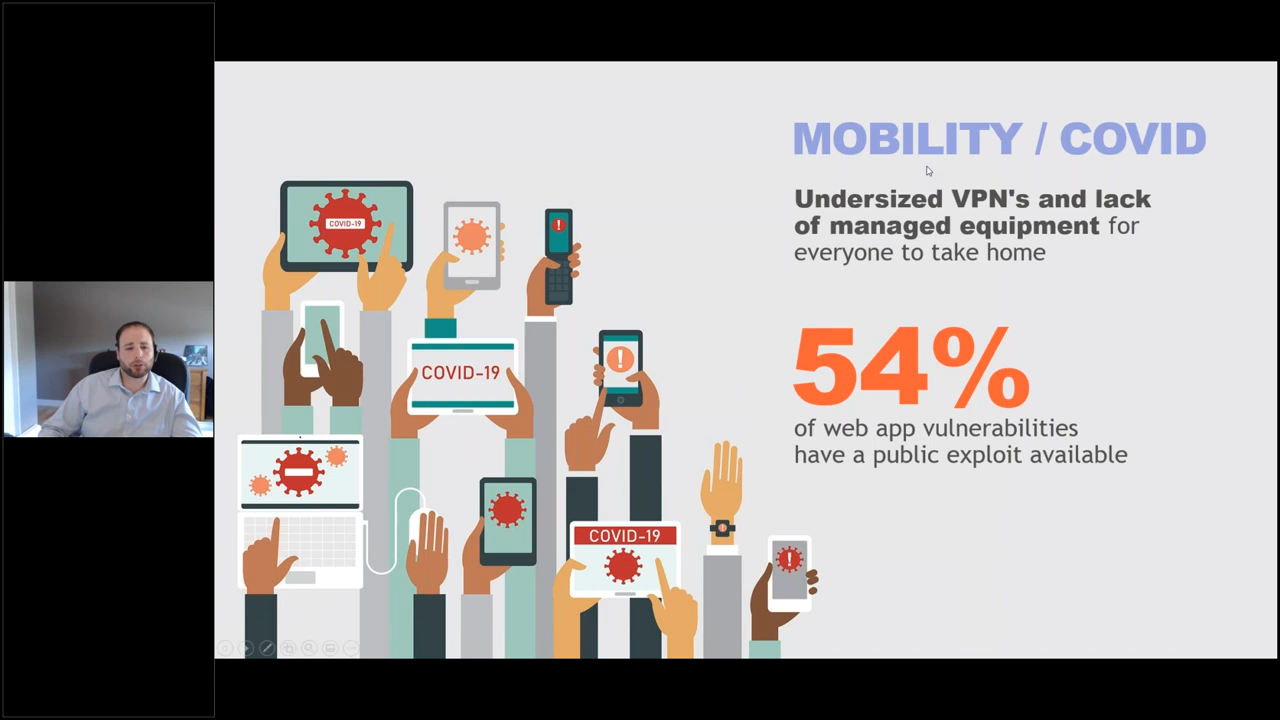 MOBILITY / COVID
Undersized VPN's and lack
of managed equipment for
everyone to take home
54%
of web app vulnerabilities
have a public exploit available
COVID-19
!
COVID-19
!
COVID-19
!